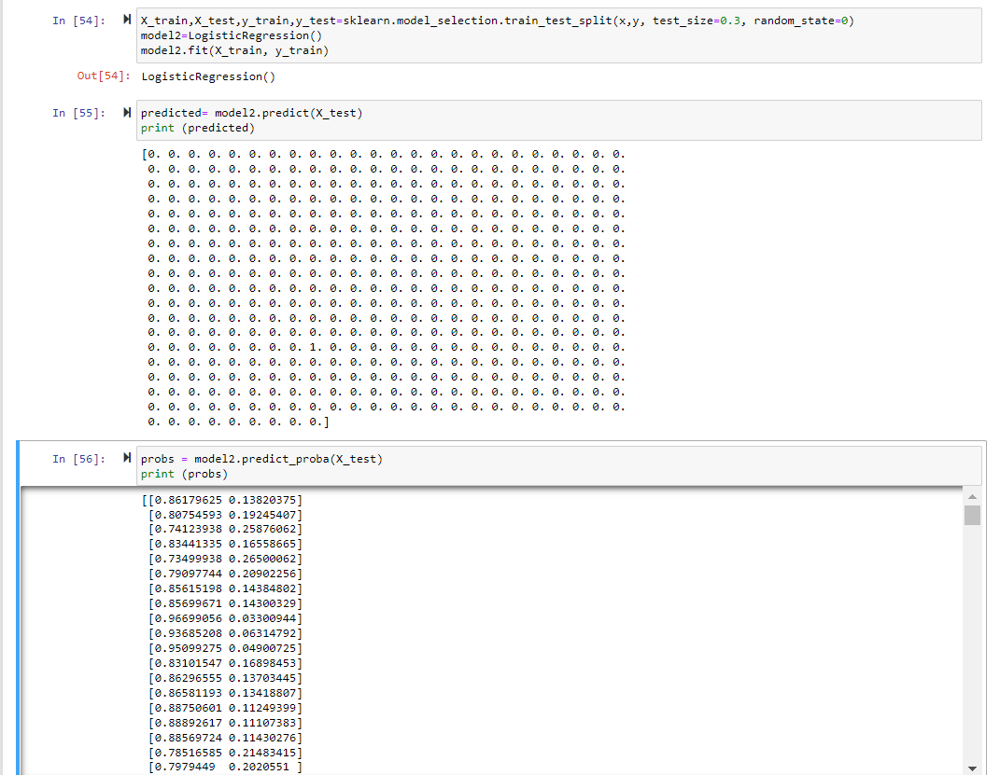 In [54]:
X_train,X_test,y_train,y_test=sklearn.model_selection.train_test_split(x,y, test_size=0.3, random_state=0)
model2=LogisticRegression()
model2.fit(X_train, y_train)
Out[54]: LogisticRegression()
In [55]:
predicted= model2.predict(X_test)
print (predicted)
[0. 0. 0. 0. 0. 0. 0. 0. 0. 0. 0. 0. 0. 0. 0. 0. 0. 0. 0. 0. 0. 0. 0. 0.
0. 0. 0. 0. 0. 0. 0. 0. 0. 0. 0. 0. 0. 0. 0. 0. 0. 0. 0. 0. 0. 0. 0. 0.
0. 0. 0. 0. 0. 0. 0. 0. 0. 0. 0. 0. 0. 0. 0. 0. 0. 0. 0. 0. 0. 0. 0. 0.
0. 0. 0. 0. 0. 0. 0. 0. 0. 0. 0. 0. 0. 0. 0. 0. 0. 0. 0. 0. 0. 0. 0. 0.
0. 0. 0. 0. 0. 0. 0. 0. 0. 0. 0. 0. 0. 0. 0. 0. 0. 0. 0. 0. 0. 0. 0. 0.
0. 0. 0. 0. 0. 0. 0. 0. 0. 0. 0. 0. 0. 0. 0. 0. 0. 0. 0. 0. 0. 0. 0. 0.
0. 0. 0. 0. 0. 0. 0. 0. 0. 0. 0. 0. 0. 0. 0. 0. 0. 0. 0. 0. 0. 0. 0. 0.
0. 0. 0. 0. 0. 0. 0. 0. 0. 0. 0. 0. 0. 0. 0. 0. 0. 0. 0. 0. 0. 0. 0. 0.
0. 0. 0. 0. 0. 0. 0. 0. 0. 0. 0. 0. 0. 0. 0. 0. 0. 0. 0. 0. 0. 0. 0. 0.
0. 0. 0. 0. 0. 0. 0. 0. 0. 0. 0. 0. 0. 0. 0. 0. 0. 0. 0. 0. 0. 0. 0. 0.
0. 0. 0. 0. 0. 0. 0. 0. 0. 0. 0. 0. 0. 0. 0. 0. 0. 0. 0. 0. 0. 0. 0. 0.
0. 0. 0. 0. 0. 0. 0. 0. 0. 0. 0. 0. 0. 0. 0. 0. 0. 0. 0. 0. 0. 0. 0. 0.
0. 0. 0. 0. 0. 0. 0. 0. 0. 0. 0. 0. 0. 0. 0. 0. 0. 0. 0. 0. 0. 0. 0. 0.
0. 0. 0. 0. 0. 0. 0. 0. 1. 0. 0. 0. 0. 0. 0. 0. 0. 0. 0. 0. 0. 0. 0. 0.
0. 0. 0. 0. 0. 0. 0. 0. 0. 0. 0. 0. 0. 0. 0. 0. 0. 0. 0. 0. 0. 0. 0. 0.
0. 0. 0. 0. 0. 0. 0. 0. 0. 0. 0. 0. 0. 0. 0. 0. 0. 0. 0. 0. 0. 0. 0. 0.
0. 0. 0. 0. 0. 0. 0. 0. 0. 0. 0. 0. 0. 0. 0. 0. 0. 0. 0. 0. 0. 0. 0. 0.
0. 0. 0. 0. 0. 0. 0. 0. 0. 0. 0. 0. 0. 0. 0. 0. 0. 0. 0. 0. 0. 0. 0. 0.
0. 0. 0. 0. 0. 0. 0. 0. 0.]
In [56]:
probs = model2.predict_proba(X_test)
print (probs)
[[0.86179625 0.13820375]
[0.80754593 0.19245407]
[0.74123938 0.25876062]
[0.83441335 0.16558665]
[0.73499938 0.26500062]
[0.79097744 0.20902256]
[0.85615198 0.14384802]
[0.85699671 0.14300329]
[0.96699056 0.03300944]
[0.93685208 0.06314792]
[0.95099275 0.04900725]
[0.83101547 0.16898453]
[0.86296555 0.13703445]
[0.86581193 0.13418807]
[0.88750601 0.11249399]
[0.88892617 0.11107383]
[0.88569724 0.11430276]
[0.78516585 0.21483415]
[0.7979449 0.2020551 ]